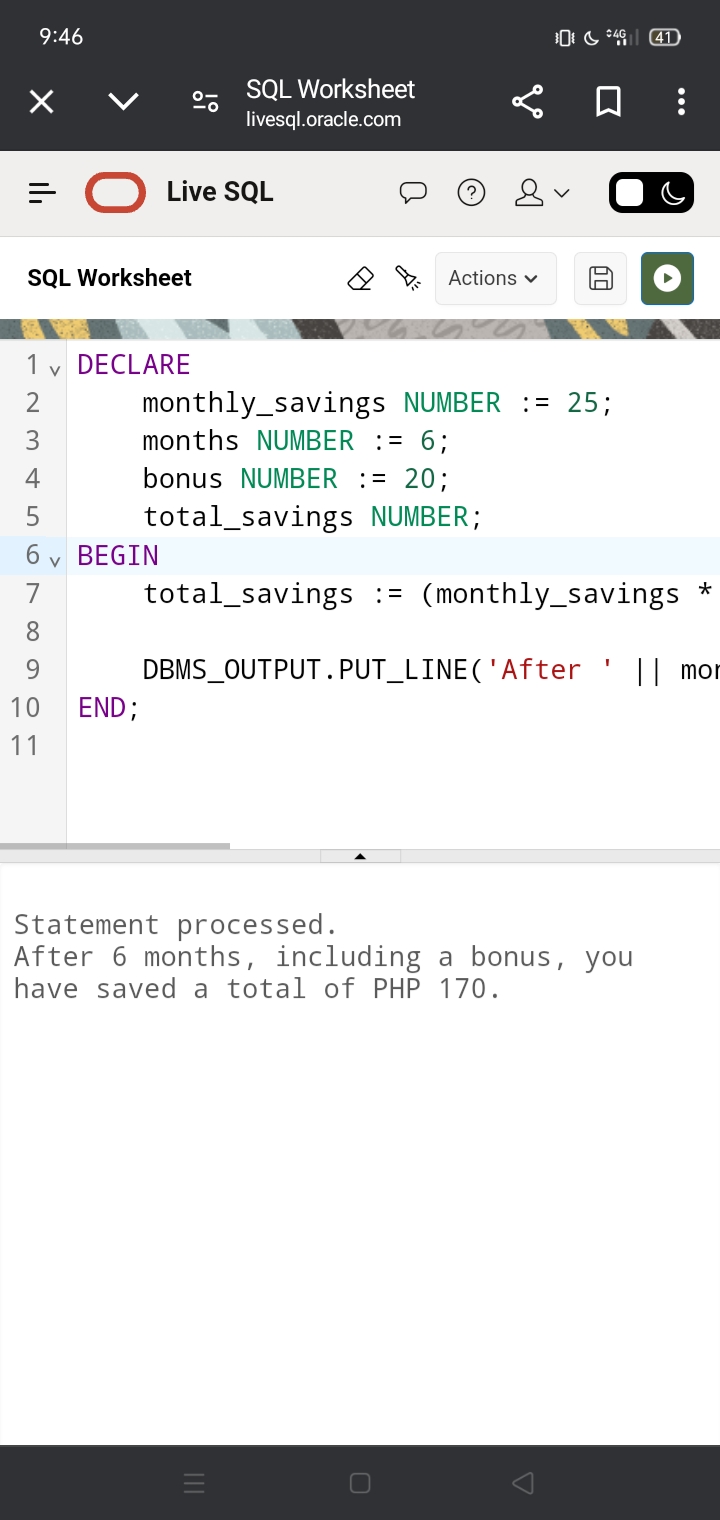 9:46
4G
41
SQL Worksheet
livesql.oracle.com
Live SQL
SQL Worksheet
Actions
1 DECLARE
2 monthly_savings NUMBER := 25;
3 months NUMBER := 6;
4 bonus NUMBER := 20;
5 total_savings NUMBER;
6 BEGIN
7 total_savings := (monthly_savings *
8
9 DBMS_OUTPUT.PUT_LINE('After ' ||
10 END;
11
Statement processed.
After 6 months, including a bonus, you
have saved a total of PHP 170.